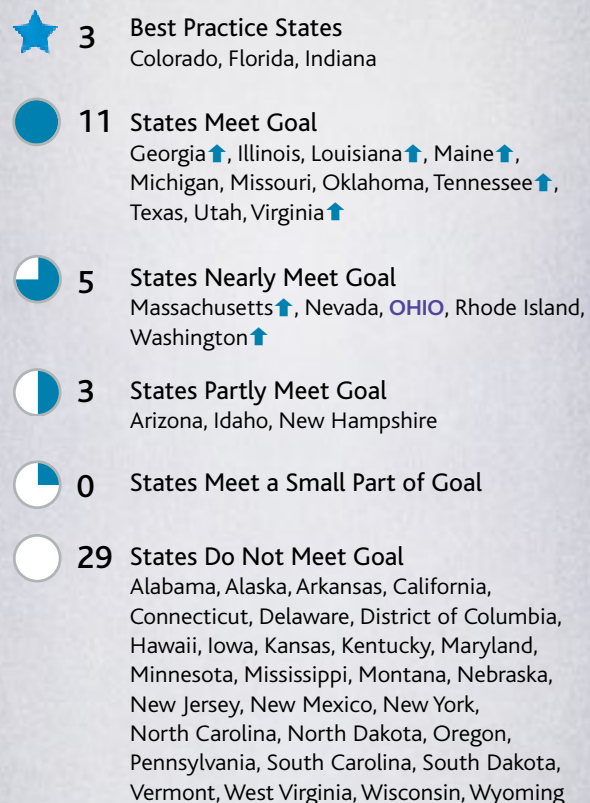 3 Best Practice States
Colorado, Florida, Indiana
11 States Meet Goal
Georgia⬆, Illinois, Louisiana⬆, Maine⬆,
Michigan, Missouri, Oklahoma, Tennessee⬆,
Texas, Utah, Virginia⬆
5 States Nearly Meet Goal
Massachusetts⬆, Nevada, OHIO, Rhode Island,
Washington⬆
3 States Partly Meet Goal
Arizona, Idaho, New Hampshire
0 States Meet a Small Part of Goal
29 States Do Not Meet Goal
Alabama, Alaska, Arkansas, California,
Connecticut, Delaware, District of Columbia,
Hawaii, Iowa, Kansas, Kentucky, Maryland,
Minnesota, Mississippi, Montana, Nebraska,
New Jersey, New Mexico, New York,
North Carolina, North Dakota, Oregon,
Pennsylvania, South Carolina, South Dakota,
Vermont, West Virginia, Wisconsin, Wyoming